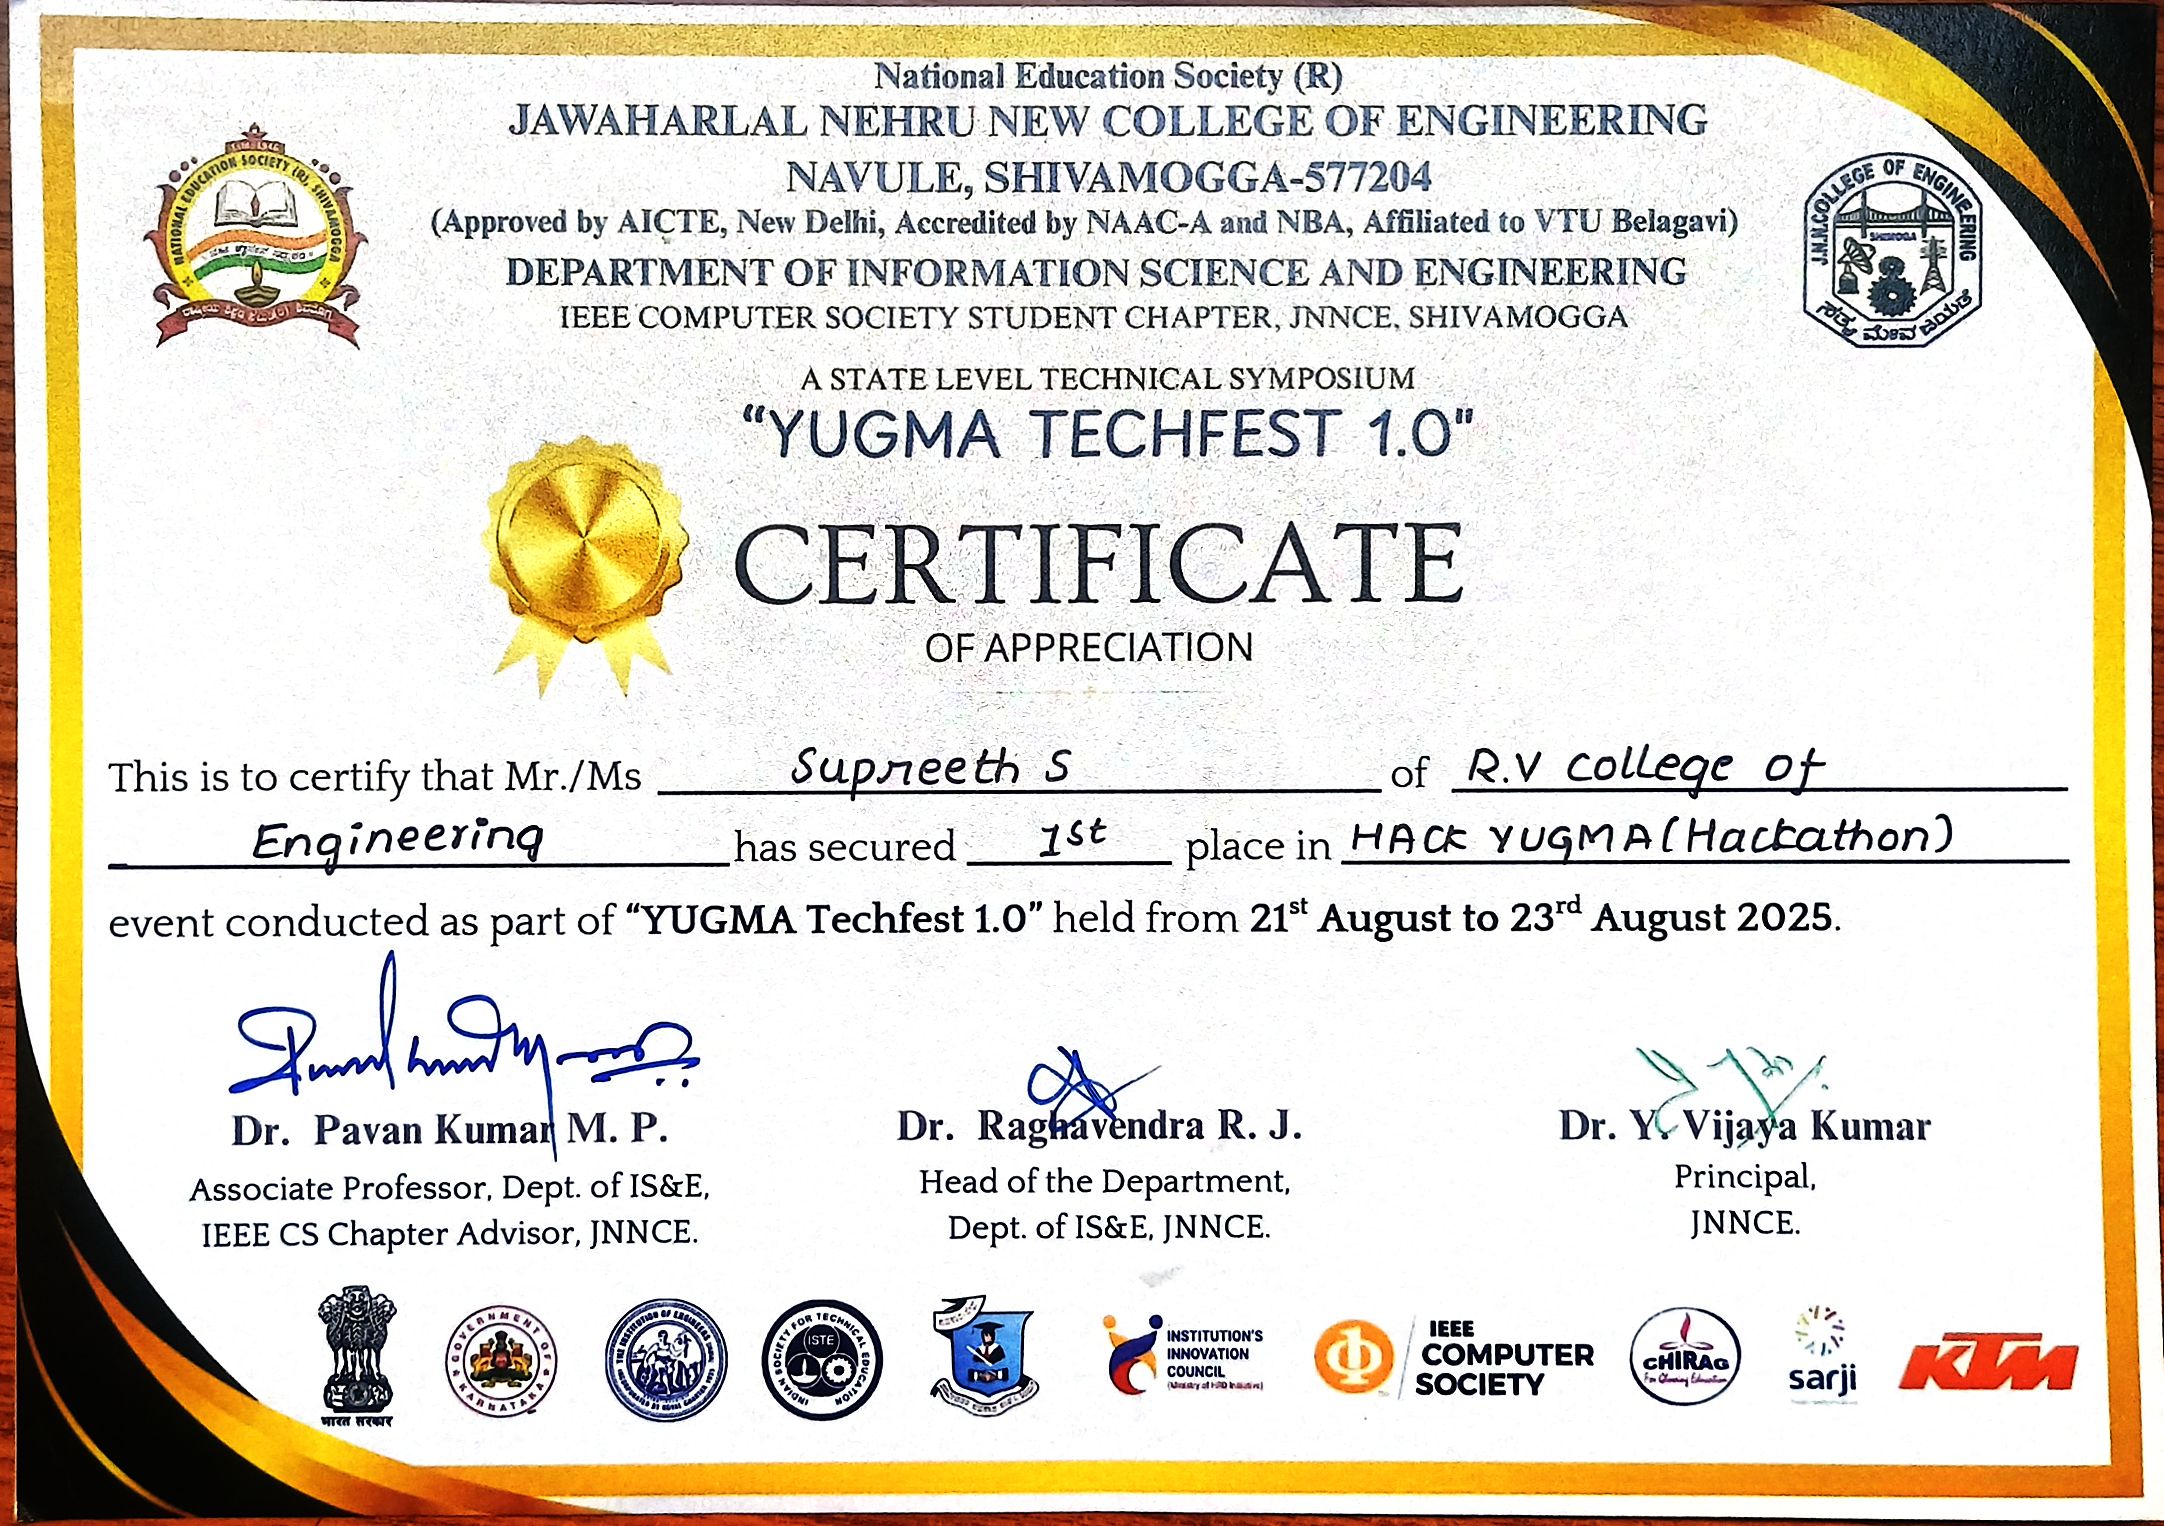 National Education Society (R)
JAWAHARLAL NEHRU NEW COLLEGE OF ENGINEERING
NAVULE, SHIVAMOGGA-577204
(Approved by AICTE, New Delhi, Accredited by NAAC-A and NBA, Affiliated to VTU Belagavi)
DEPARTMENT OF INFORMATION SCIENCE AND ENGINEERING
IEEE COMPUTER SOCIETY STUDENT CHAPTER, JNNCE, SHIVAMOGGA
NATIONAL EDUCATION SOCIETY (R), SHIVAMOGGA
J.N.N.COLLEGE OF ENGINEERING
SHIMOGA
ಸತ್ಯ ಮೇವ ಜಯತೆ
A STATE LEVEL TECHNICAL SYMPOSIUM
“YUGMA TECHFEST 1.0"
CERTIFICATE
OF APPRECIATION
This is to certify that Mr./Ms Supreeth S of R.V College of
Engineering has secured 1st place in HACK YUGMA (Hackathon)
event conducted as part of “YUGMA Techfest 1.0” held from 21st August to 23rd August 2025.
Dr. Pavan Kumar M. P.
Associate Professor, Dept. of IS&E,
IEEE CS Chapter Advisor, JNNCE.
Dr. Raghavendra R. J.
Head of the Department,
Dept. of IS&E, JNNCE.
Dr. Y. Vijaya Kumar
Principal,
JNNCE.
भारत सरकार
GOVERNMENT OF KARNATAKA
THE INSTITUTION OF ENGINEERS
INDIAN SOCIETY FOR TECHNICAL EDUCATION
ISTE
INSTITUTION'S
INNOVATION
COUNCIL
(Ministry of HRD Initiative)
IEEE
COMPUTER
SOCIETY
CHIRAG
sarji
KTM